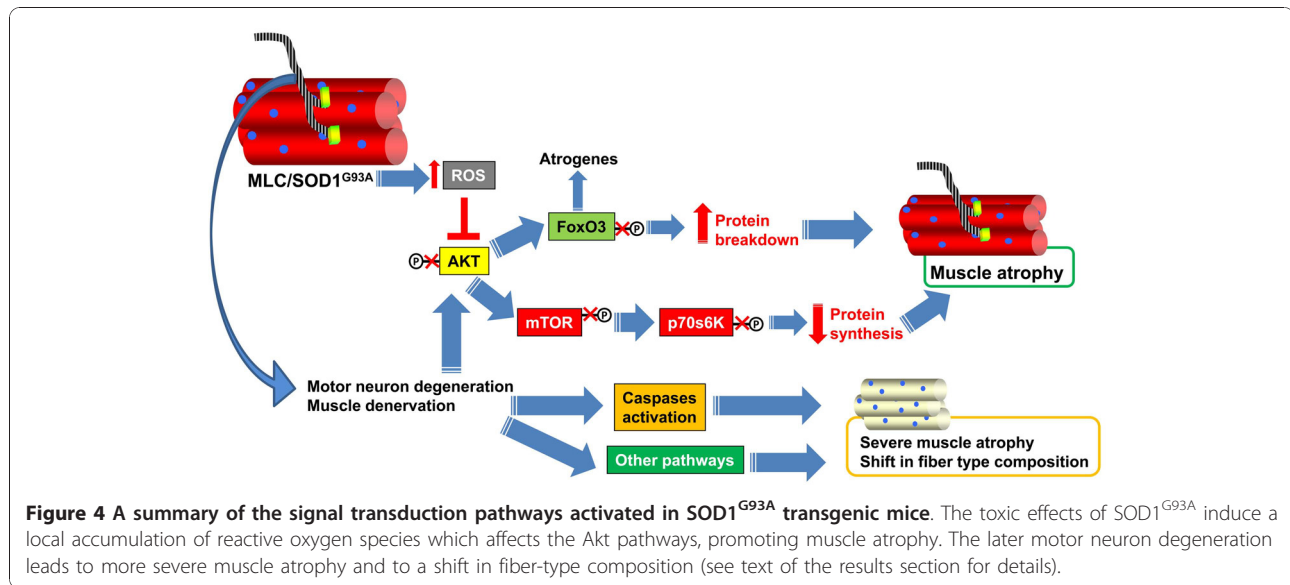 MLC/SOD1G93A
ROS
Atrogenes
FoxO3
P
Protein
breakdown
P
AKT
Muscle atrophy
mTOR
P
p70s6K
P
Protein
synthesis
Motor neuron degeneration
Muscle denervation
Caspases
activation
Other pathways
Severe muscle atrophy
Shift in fiber type composition
Figure 4 A summary of the signal transduction pathways activated in SOD1G93A transgenic mice. The toxic effects of SOD1G93A induce a
local accumulation of reactive oxygen species which affects the Akt pathways, promoting muscle atrophy. The later motor neuron degeneration
leads to more severe muscle atrophy and to a shift in fiber-type composition (see text of the results section for details).